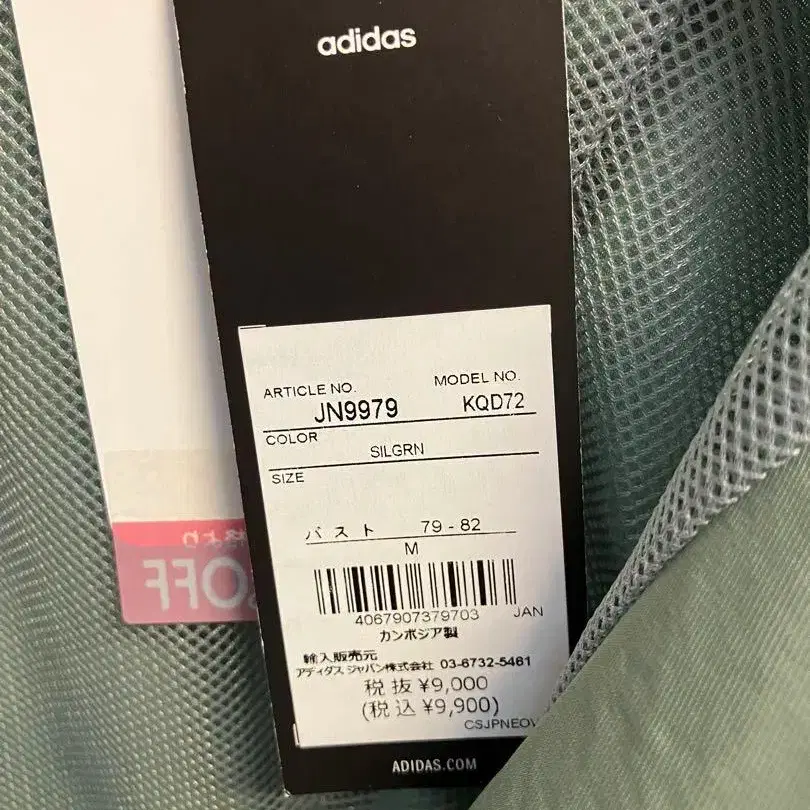 adidas
ARTICLE NO. MODEL NO.
JN9979 KQD72
COLOR
SILGRN
SIZE
バスト 79-82
M
4067907379703 JAN
カンボジア製
輸入販売元
アディダス ジャパン株式会社 03-6732-5461
税抜 ¥9,000
(税込 ¥9,900)
CSJPNEOV
ADIDAS.COM
OFF